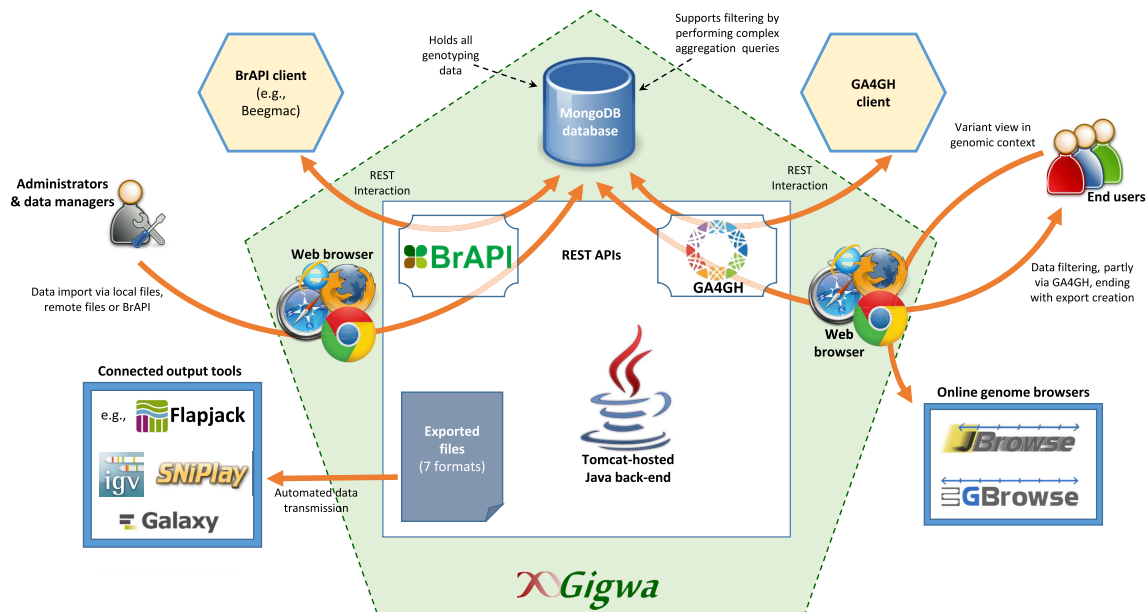 Supports filtering by
performing complex
aggregation queries
Holds all
genotyping
data
BrAPI client
(e.g.,
Beegmac)
MongoDB
database
GA4GH
client
Variant view in
genomic context
REST
Interaction
REST
Interaction
Administrators
& data managers
End users
Web browser
BrAPI
REST APIs
GA4GH
Data import via local files,
remote files or BrAPI
Data filtering, partly
via GA4GH, ending
with export creation
Web
browser
Connected output tools
e.g., Flapjack
igv SNiPlay
Galaxy
Exported
files
(7 formats)
Automated data
transmission
Tomcat-hosted
Java back-end
Online genome browsers
JBrowse
GBrowse
Gigwa